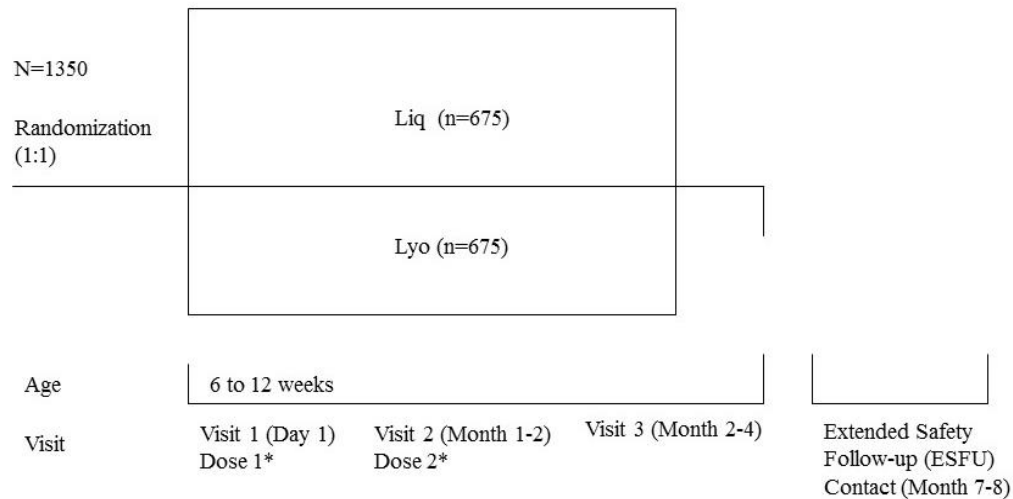 N=1350
Randomization
(1:1)
Liq (n=675)
Lyo (n=675)
Age
6 to 12 weeks
Visit
Visit 1 (Day 1)
Dose 1*
Visit 2 (Month 1-2)
Dose 2*
Visit 3 (Month 2-4)
Extended Safety
Follow-up (ESFU)
Contact (Month 7-8)